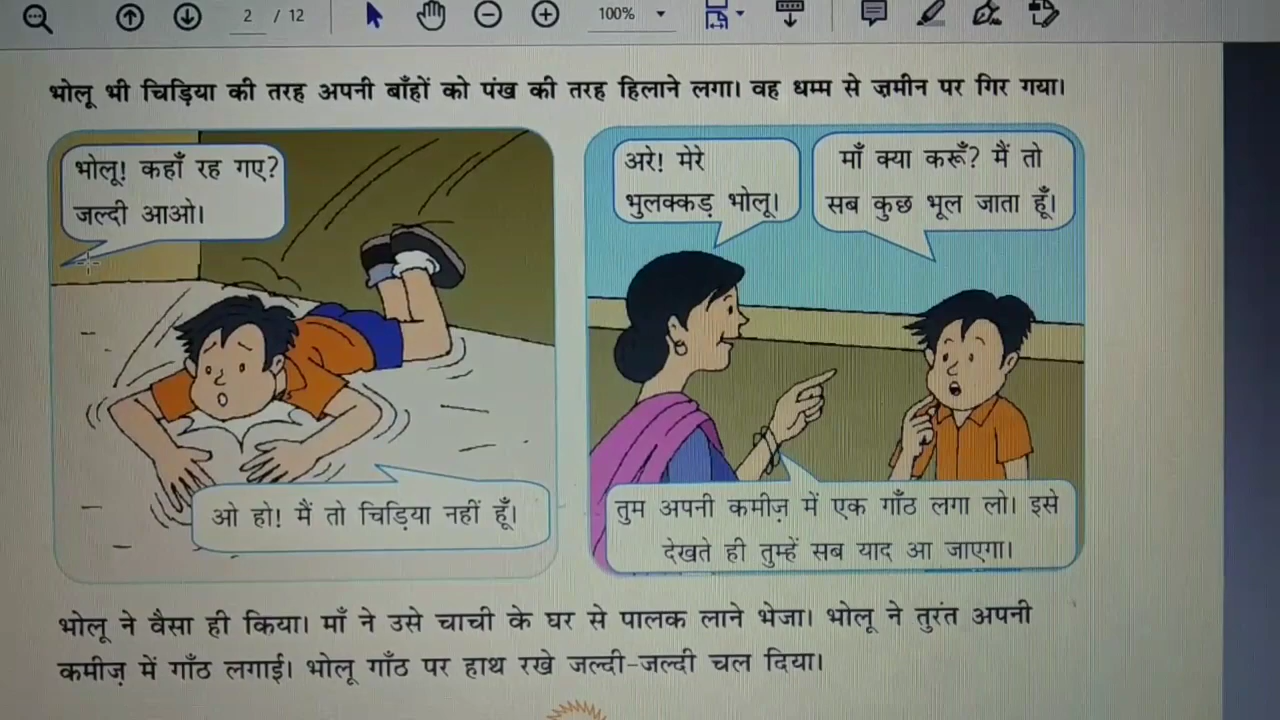 2 / 12
100%
भोलू भी चिड़िया की तरह अपनी बाँहों को पंख की तरह हिलाने लगा। वह धम्म से ज़मीन पर गिर गया।
भोलू! कहाँ रह गए?
जल्दी आओ।
ओ हो! मैं तो चिड़िया नहीं हूँ।
अरे! मेरे
भुलक्कड़ भोलू।
माँ क्या करूँ? मैं तो
सब कुछ भूल जाता हूँ।
तुम अपनी कमीज़ में एक गाँठ लगा लो। इसे
देखते ही तुम्हें सब याद आ जाएगा।
भोलू ने वैसा ही किया। माँ ने उसे चाची के घर से पालक लाने भेजा। भोलू ने तुरंत अपनी
कमीज़ में गाँठ लगाई। भोलू गाँठ पर हाथ रखे जल्दी-जल्दी चल दिया।